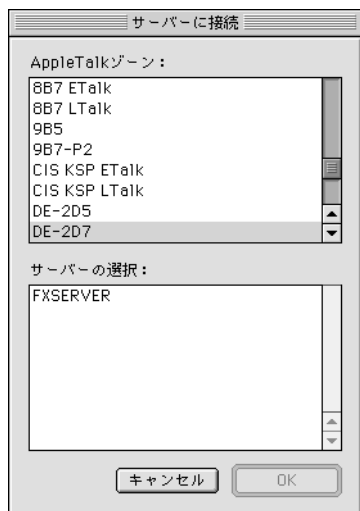 サーバーに接続
AppleTalkゾーン：
8B7 ETalk
8B7 LTalk
9B5
9B7-P2
CIS KSP ETalk
CIS KSP LTalk
DE-2D5
DE-2D7
サーバーの選択：
FXSERVER
キャンセル
OK